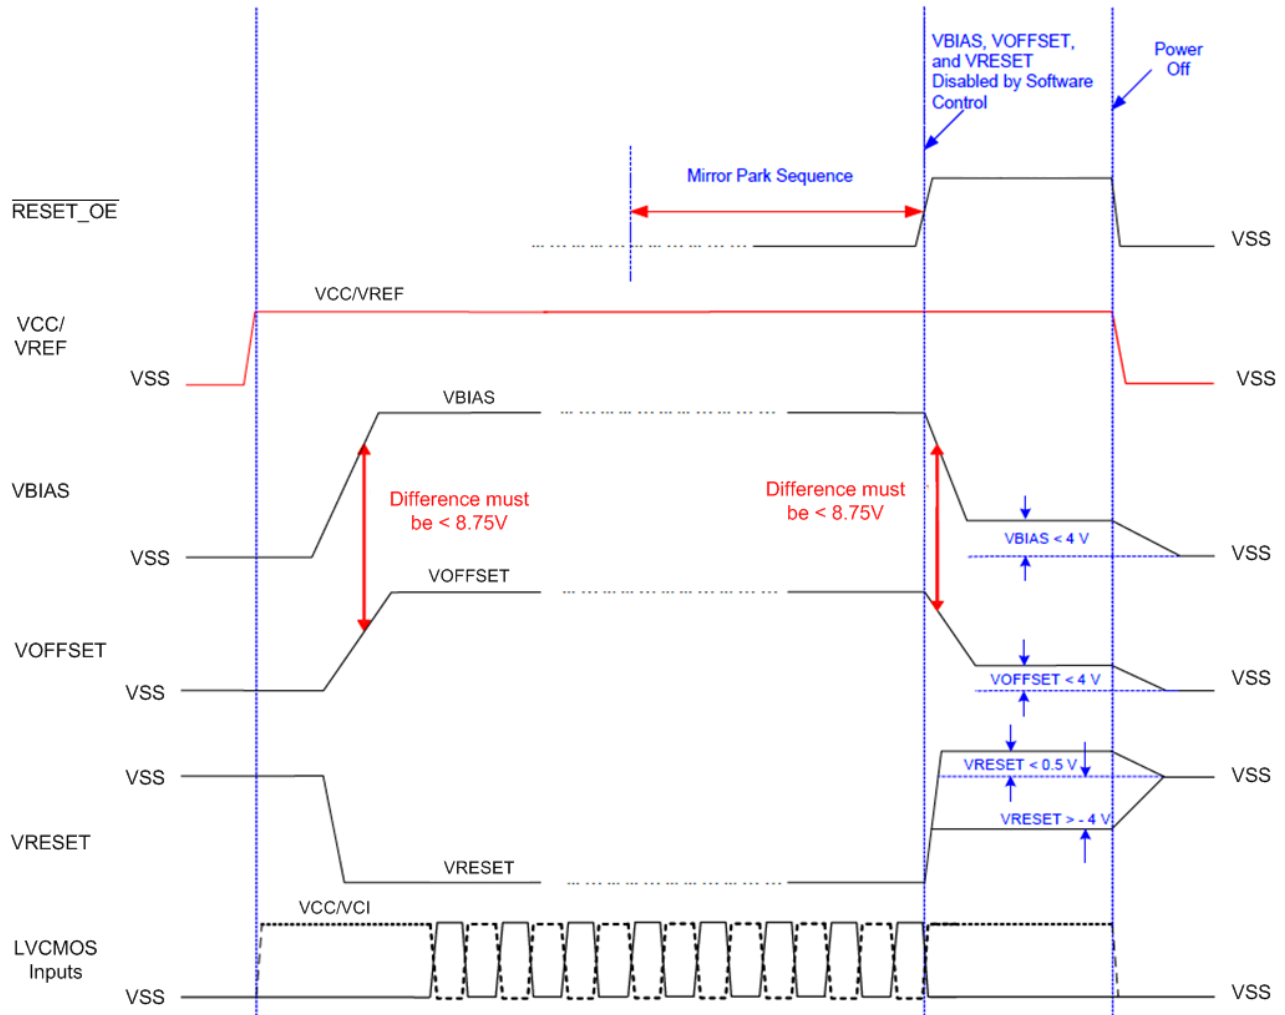 VBIAS, VOFFSET,
and VRESET
Disabled by Software
Control
Power
Off
Mirror Park Sequence
RESET_OE
VSS
VCC/VREF
VCC/
VREF
VSS
VSS
VBIAS
VBIAS
Difference must
be < 8.75V
Difference must
be < 8.75V
VBIAS < 4 V
VSS
VSS
VOFFSET
VOFFSET
VSS
VOFFSET < 4 V
VSS
VSS
VRESET < 0.5 V
VSS
VRESET > - 4 V
VRESET
VRESET
VCC/VCI
LVCMOS
Inputs
VSS
VSS